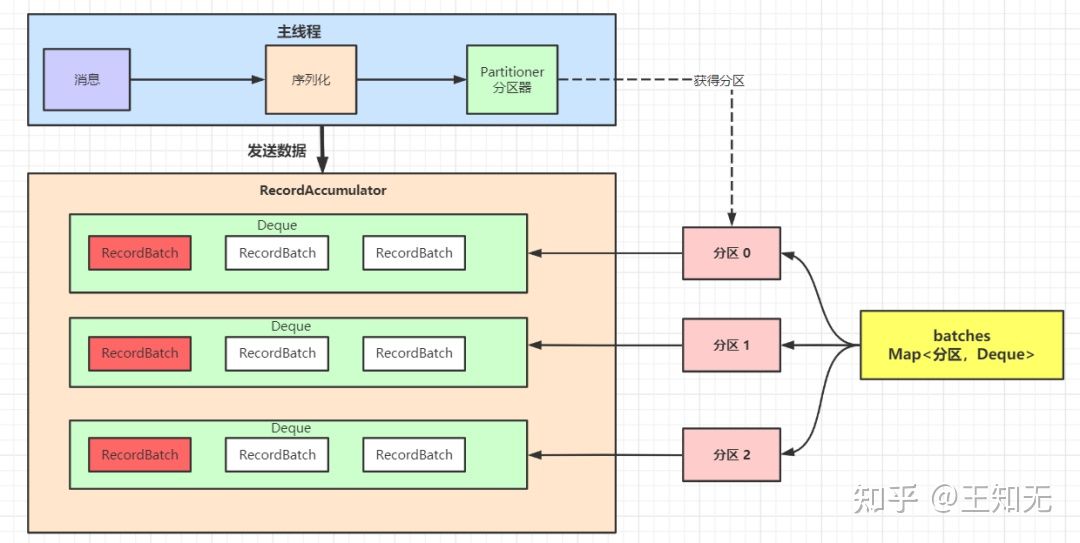 主线程
消息
序列化
Partitioner
分区器
获得分区
发送数据
RecordAccumulator
Deque
RecordBatch
RecordBatch
RecordBatch
分区 0
Deque
RecordBatch
RecordBatch
RecordBatch
分区 1
batches
Map<分区，Deque>
Deque
RecordBatch
RecordBatch
RecordBatch
分区 2
知乎 @王知无